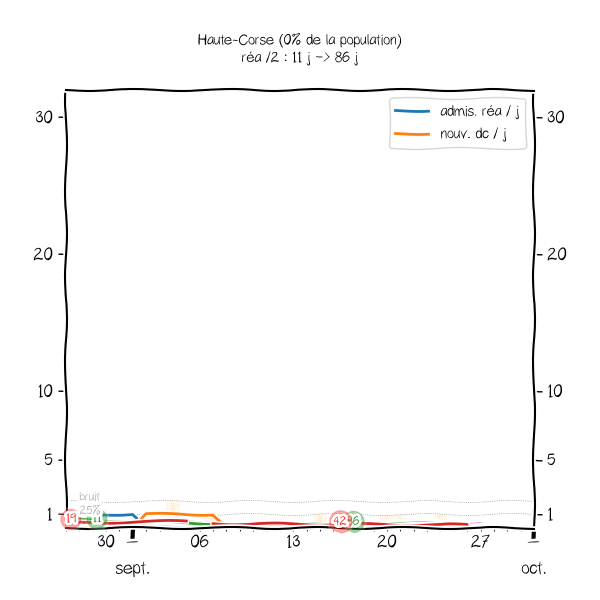 Haute-Corse (0% de la population)
réa /2 : 11 j -> 86 j
admis. réa / j
nouv. dc / j
30
30
20
20
10
10
5
5
bruit
25%
1
19
11
42
1
30
06
13
20
27
sept.
oct.